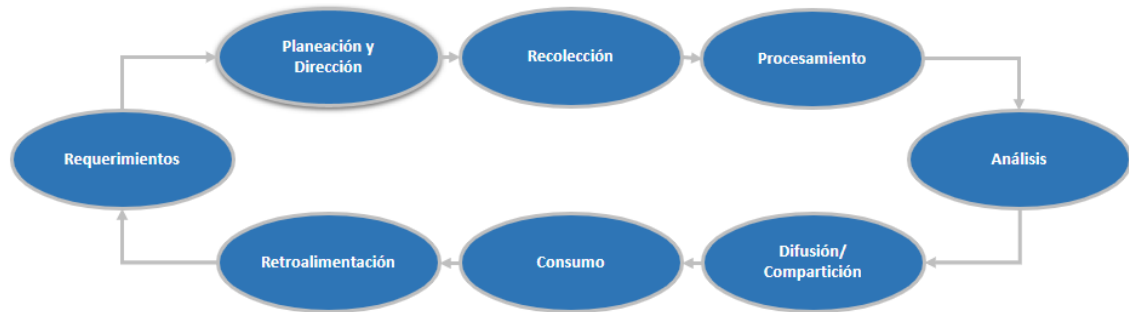 Planeación y
Dirección
Recolección
Procesamiento
Requerimientos
Análisis
Retroalimentación
Consumo
Difusión/
Compartición